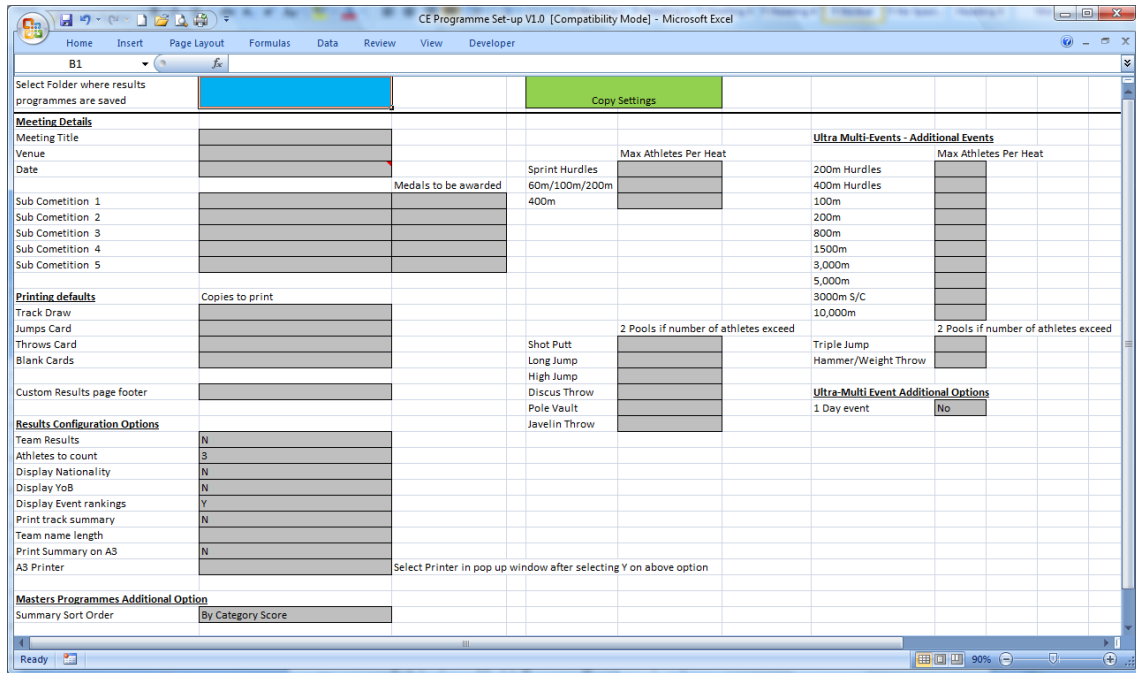 CE Programme Set-up V1.0 [Compatibility Mode] - Microsoft Excel
Home Insert Page Layout Formulas Data Review View Developer
B1 fx
Select Folder where results
programmes are saved Copy Settings
Meeting Details
Meeting Title Ultra Multi-Events - Additional Events
Venue Max Athletes Per Heat Max Athletes Per Heat
Date Sprint Hurdles 200m Hurdles
Medals to be awarded 60m/100m/200m 400m Hurdles
Sub Cometition 1 400m 100m
Sub Cometition 2 200m
Sub Cometition 3 800m
Sub Cometition 4 1500m
Sub Cometition 5 3,000m
5,000m
Printing defaults Copies to print 3000m S/C
Track Draw 10,000m
Jumps Card 2 Pools if number of athletes exceed 2 Pools if number of athletes exceed
Throws Card Shot Putt Triple Jump
Blank Cards Long Jump Hammer/Weight Throw
High Jump
Custom Results page footer Discus Throw Ultra-Multi Event Additional Options
Pole Vault 1 Day event No
Results Configuration Options Javelin Throw
Team Results N
Athletes to count 3
Display Nationality N
Display YoB N
Display Event rankings Y
Print track summary N
Team name length
Print Summary on A3 N
A3 Printer Select Printer in pop up window after selecting Y on above option
Masters Programmes Additional Option
Summary Sort Order By Category Score
Ready 90%